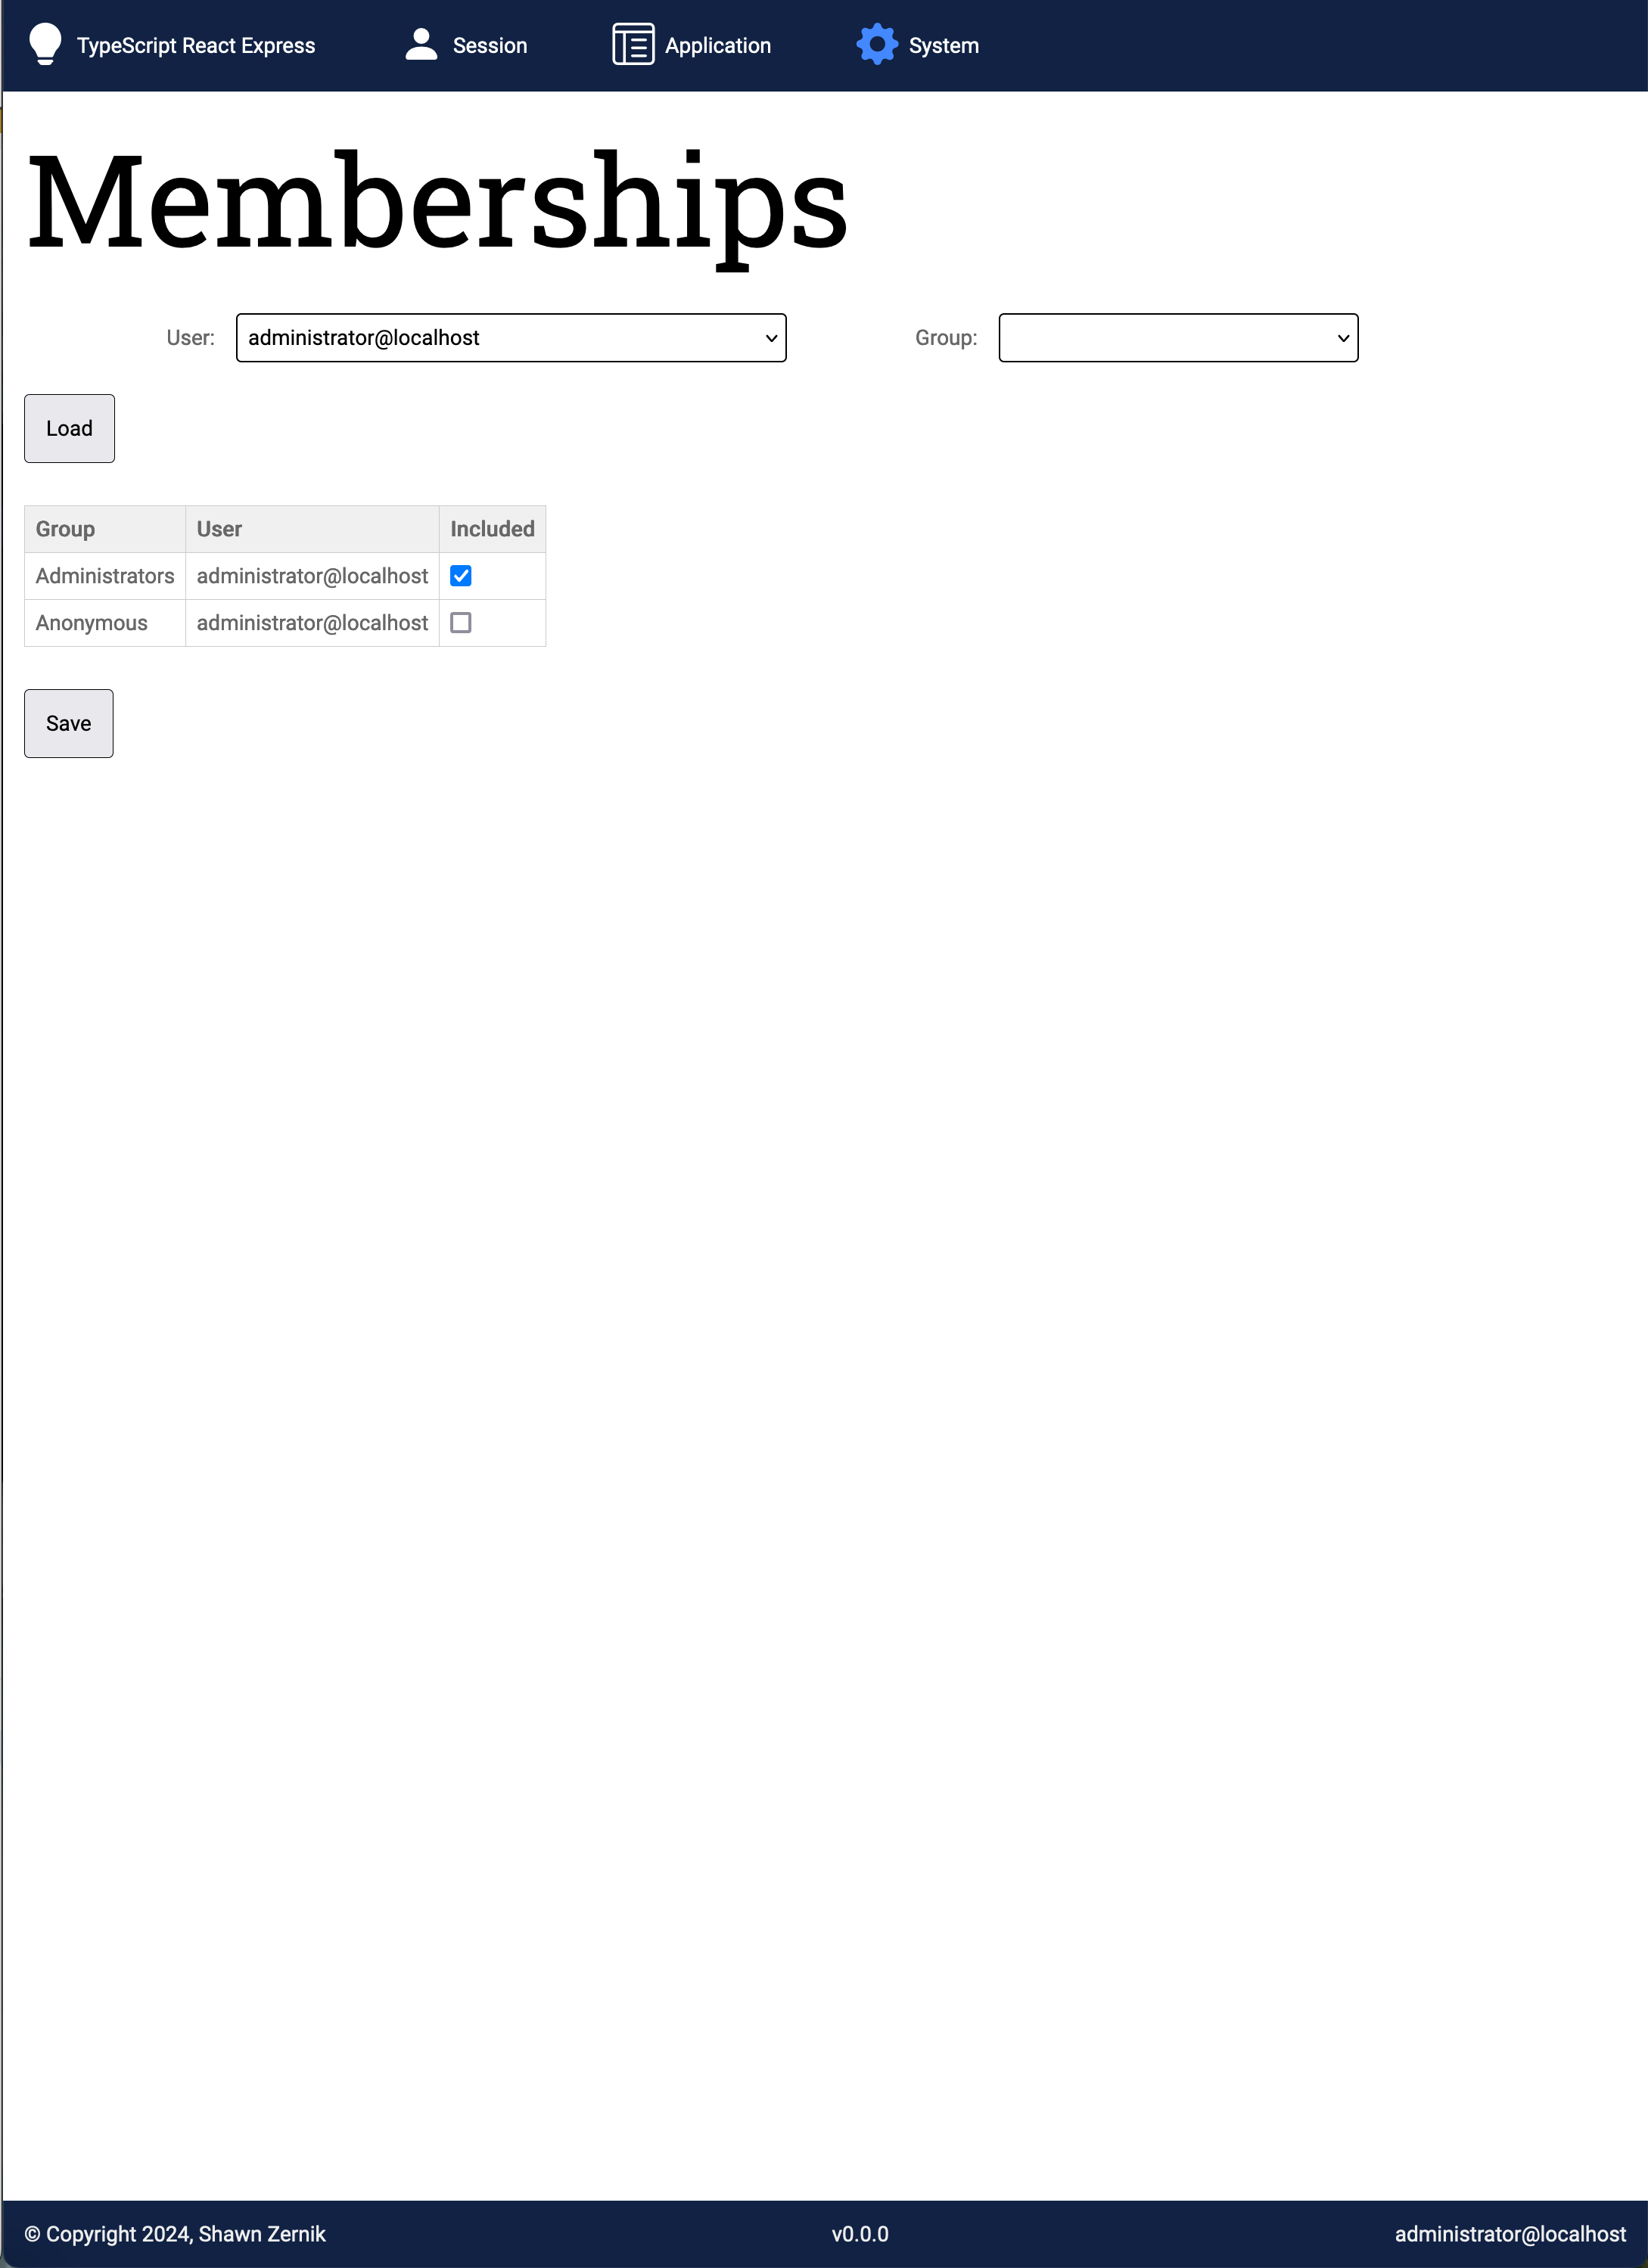 TypeScript React Express Session Application System
Memberships
User: administrator@localhost Group:
Load
Group User Included
Administrators administrator@localhost
Anonymous administrator@localhost
Save
© Copyright 2024, Shawn Zernik v0.0.0 administrator@localhost